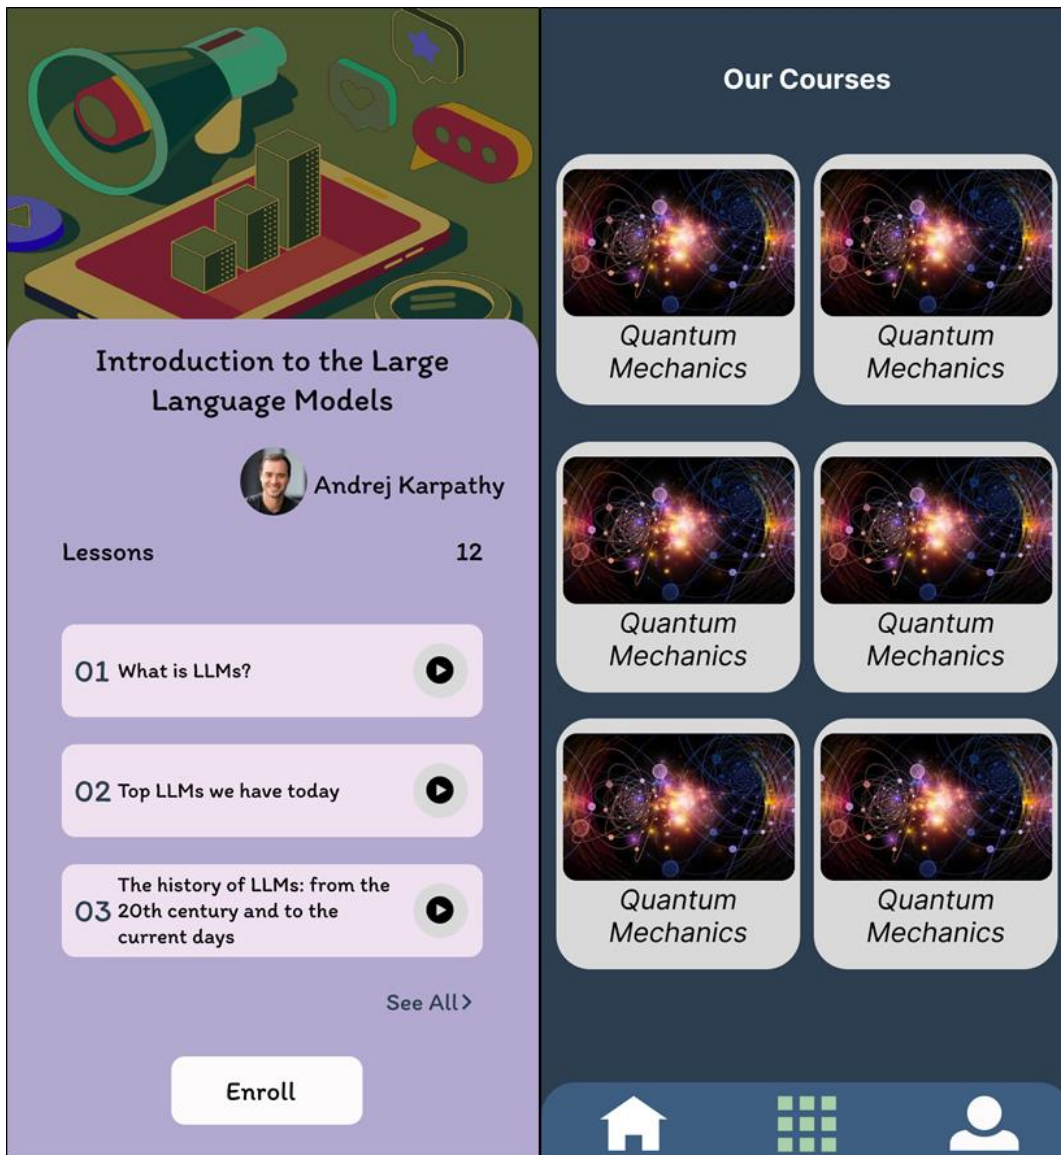 Introduction to the Large
Language Models
Andrej Karpathy
Lessons 12
01 What is LLMs?
02 Top LLMs we have today
03 The history of LLMs: from the
20th century and to the
current days
See All>
Enroll
Our Courses
Quantum
Mechanics
Quantum
Mechanics
Quantum
Mechanics
Quantum
Mechanics
Quantum
Mechanics
Quantum
Mechanics